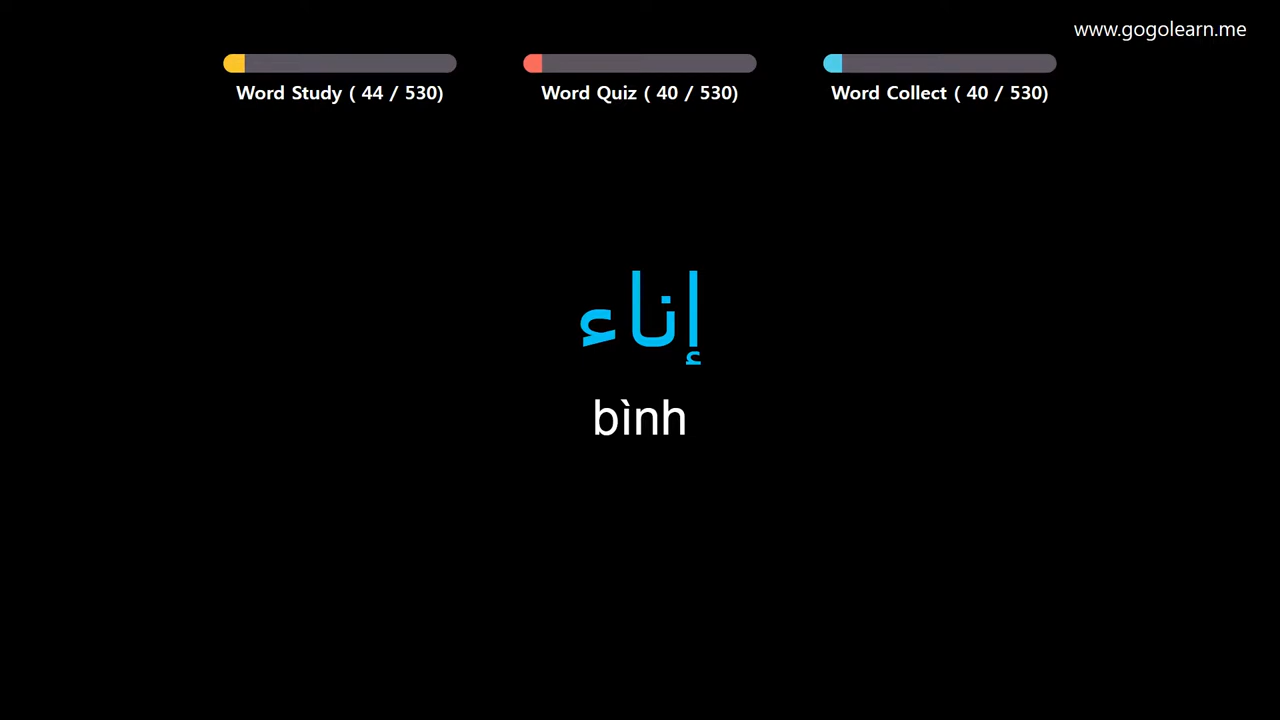 www.gogolearn.me
Word Study ( 44 / 530)
Word Quiz ( 40 / 530)
Word Collect ( 40 / 530)
إناء
bình